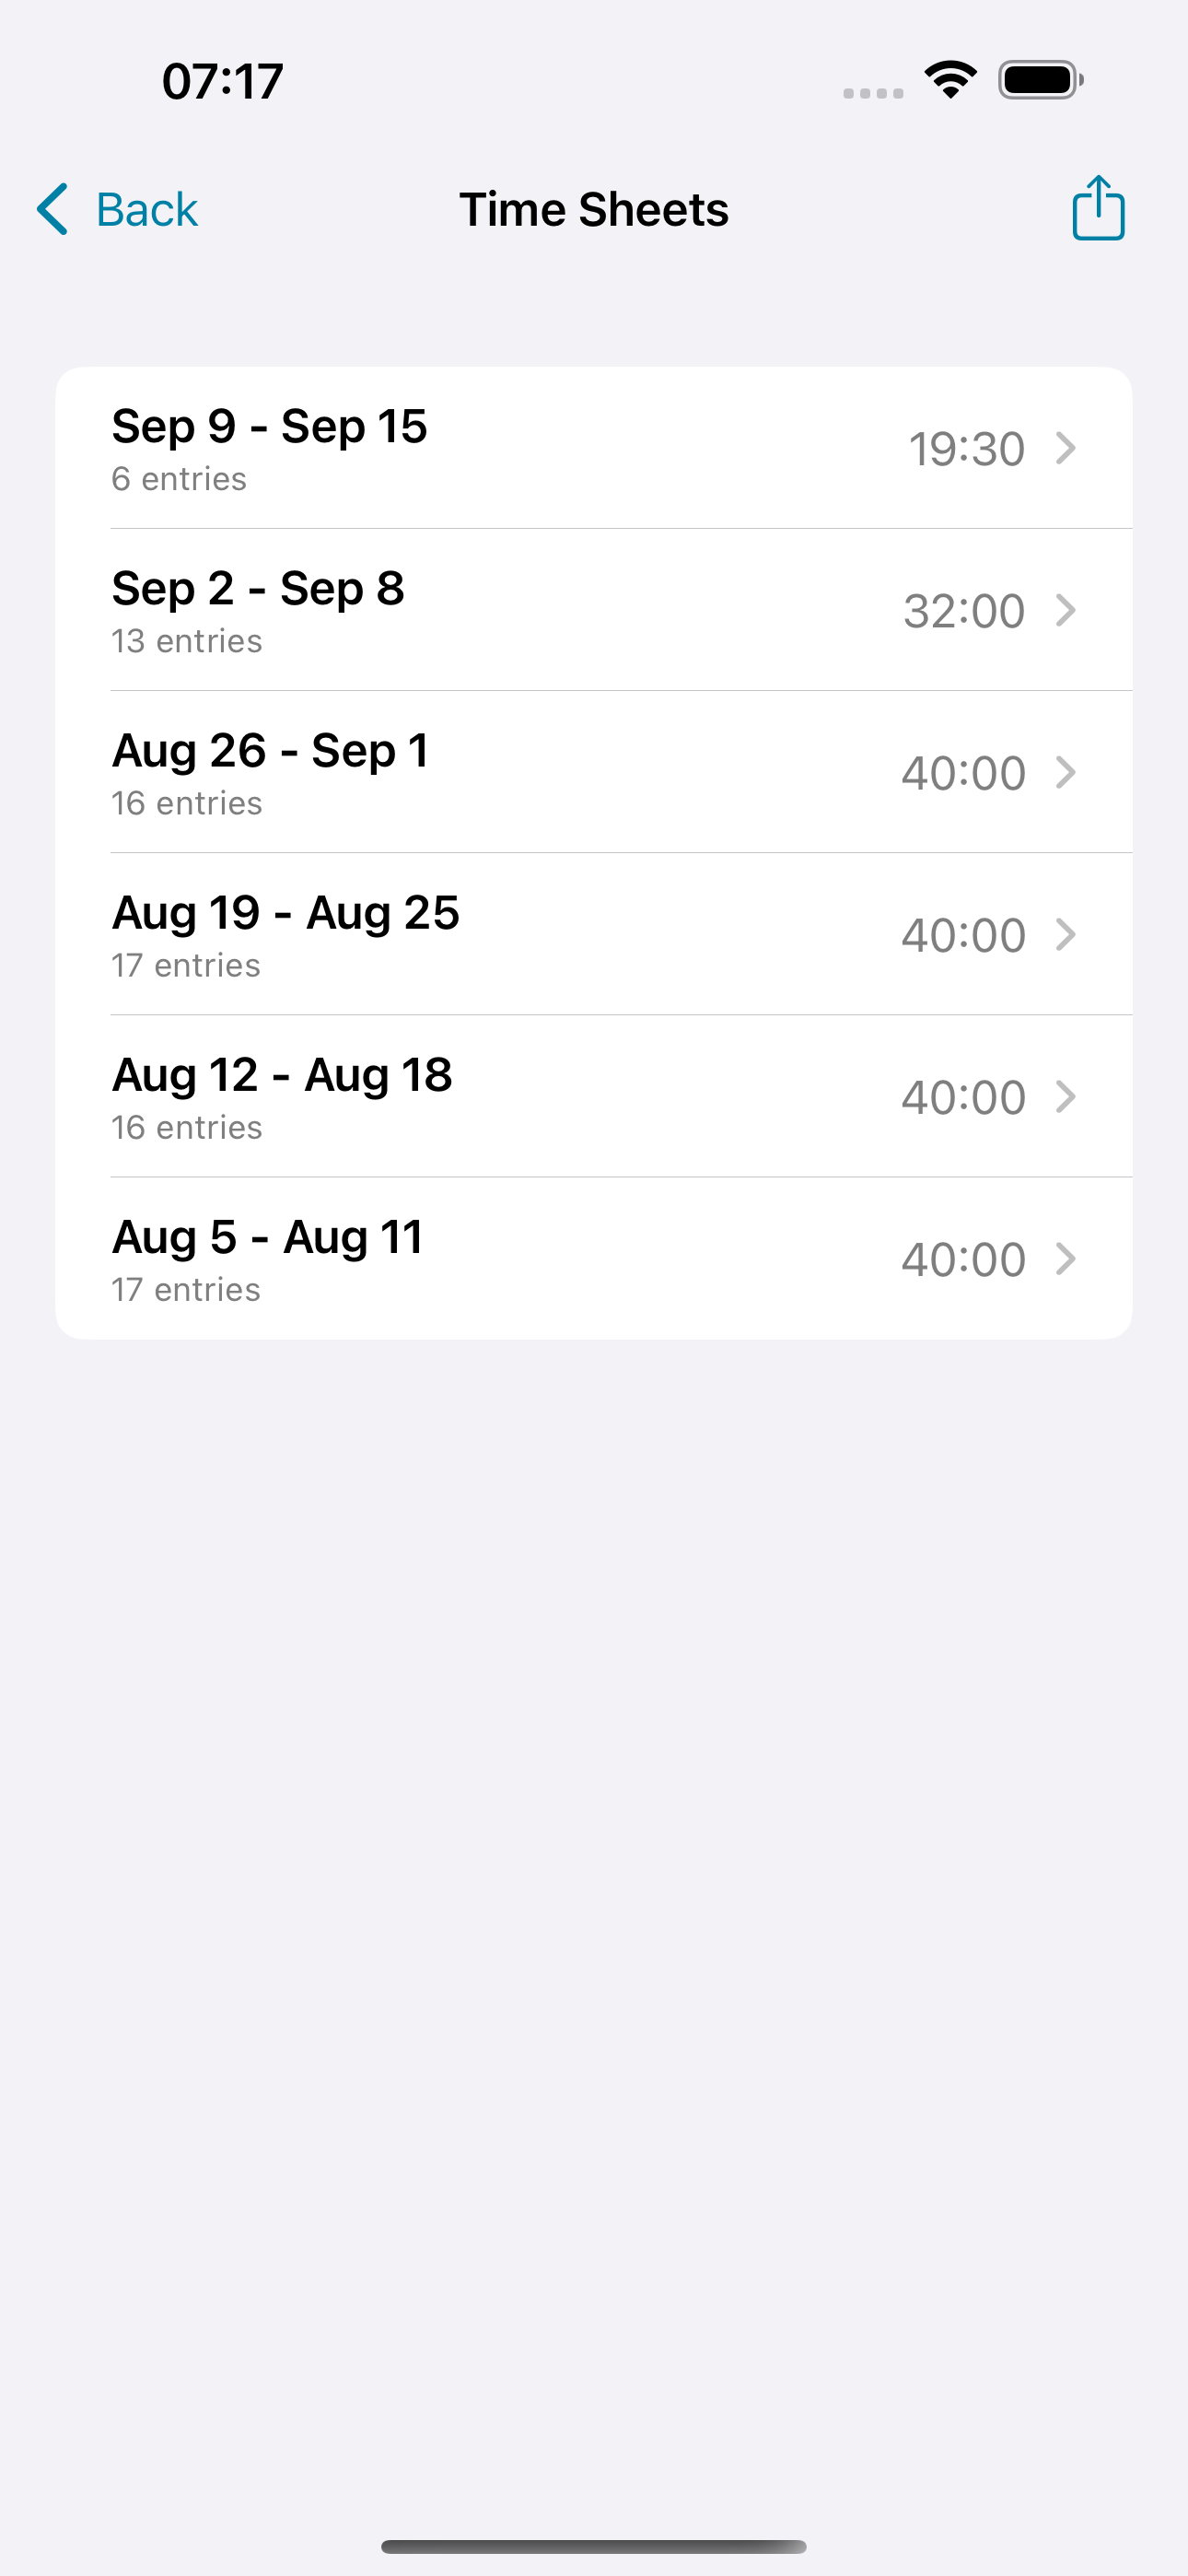 07:17
Back
Time Sheets
Sep 9 - Sep 15
19:30
6 entries
Sep 2 - Sep 8
32:00
13 entries
Aug 26 - Sep 1
40:00
16 entries
Aug 19 - Aug 25
40:00
17 entries
Aug 12 - Aug 18
40:00
16 entries
Aug 5 - Aug 11
40:00
17 entries